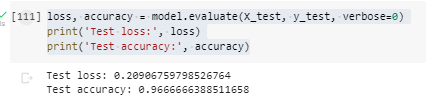 [111] loss, accuracy = model.evaluate(X_test, y_test, verbose=0)
print('Test loss:', loss)
print('Test accuracy:', accuracy)
Test loss: 0.20906759798526764
Test accuracy: 0.9666666388511658